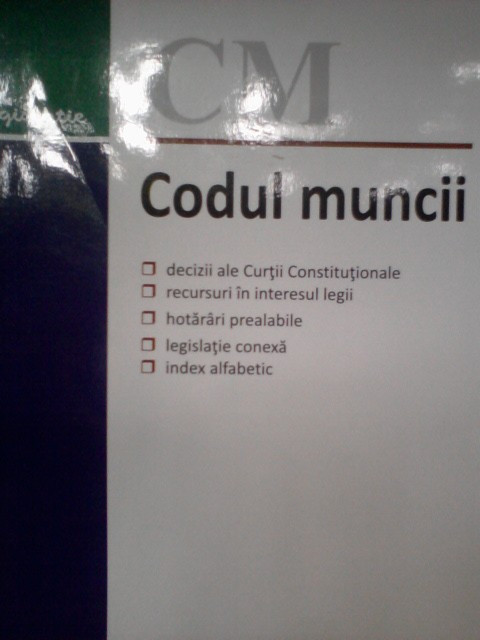 CM
Codul muncii
❐ decizii ale Curţii Constituţionale
❐ recursuri în interesul legii
❐ hotărâri prealabile
❐ legislaţie conexă
❐ index alfabetic